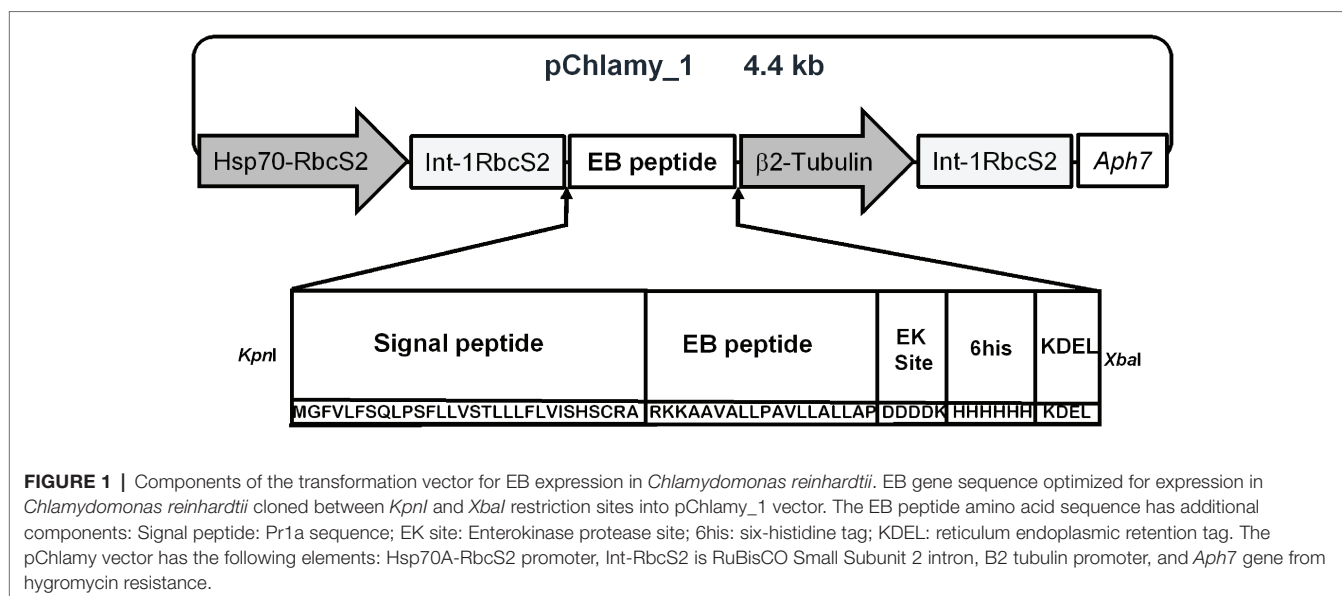 pChlamy_1 4.4 kb
Hsp70-RbcS2 Int-1RbcS2 EB peptide β2-Tubulin Int-1RbcS2 Aph7
KpnI Signal peptide EB peptide EK Site 6his KDEL XbaI
MGFVLFSQLPSFLLVSTLLLFLVISHSCRA RKKAAVALLPAVLLALLAP DDDDK HHHHHH KDEL
FIGURE 1 | Components of the transformation vector for EB expression in Chlamydomonas reinhardtii. EB gene sequence optimized for expression in
Chlamydomonas reinhardtii cloned between KpnI and XbaI restriction sites into pChlamy_1 vector. The EB peptide amino acid sequence has additional
components: Signal peptide: Pr1a sequence; EK site: Enterokinase protease site; 6his: six-histidine tag; KDEL: reticulum endoplasmic retention tag. The
pChlamy vector has the following elements: Hsp70A-RbcS2 promoter, Int-RbcS2 is RuBisCO Small Subunit 2 intron, B2 tubulin promoter, and Aph7 gene from
hygromycin resistance.